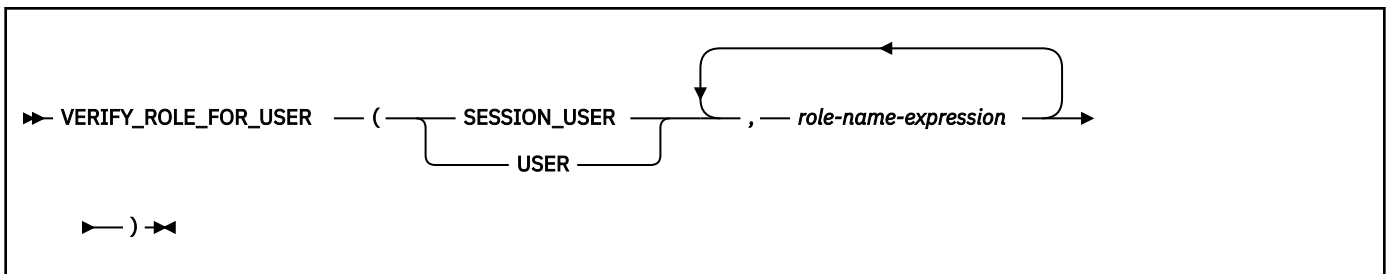 VERIFY_ROLE_FOR_USER ( SESSION_USER , role-name-expression
USER
)